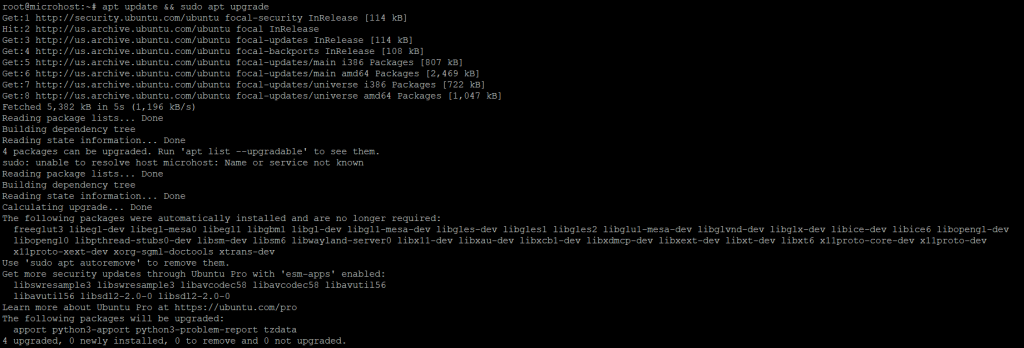 root@microhost:~# apt update && sudo apt upgrade
Get:1 http://security.ubuntu.com/ubuntu focal-security InRelease [114 kB]
Hit:2 http://us.archive.ubuntu.com/ubuntu focal InRelease
Get:3 http://us.archive.ubuntu.com/ubuntu focal-updates InRelease [114 kB]
Get:4 http://us.archive.ubuntu.com/ubuntu focal-backports InRelease [108 kB]
Get:5 http://us.archive.ubuntu.com/ubuntu focal-updates/main i386 Packages [807 kB]
Get:6 http://us.archive.ubuntu.com/ubuntu focal-updates/main amd64 Packages [2,469 kB]
Get:7 http://us.archive.ubuntu.com/ubuntu focal-updates/universe i386 Packages [722 kB]
Get:8 http://us.archive.ubuntu.com/ubuntu focal-updates/universe amd64 Packages [1,047 kB]
Fetched 5,382 kB in 5s (1,196 kB/s)
Reading package lists... Done
Building dependency tree
Reading state information... Done
4 packages can be upgraded. Run 'apt list --upgradable' to see them.
sudo: unable to resolve host microhost: Name or service not known
Reading package lists... Done
Building dependency tree
Reading state information... Done
Calculating upgrade... Done
The following packages were automatically installed and are no longer required:
  freeglut3 libegl-dev libegl-mesa0 libegl1 libgbm1 libgl-dev libgl1-mesa-dev libgles-dev libgles1 libgles2 libglu1-mesa-dev libglvnd-dev libglx-dev libice-dev libice6 libopengl-dev
  libopengl0 libpthread-stubs0-dev libsm-dev libsm6 libwayland-server0 libx11-dev libxau-dev libxcb1-dev libxdmcp-dev libxext-dev libxt-dev libxt6 x11proto-core-dev x11proto-dev
  x11proto-xext-dev xorg-sgml-doctools xtrans-dev
Use 'sudo apt autoremove' to remove them.
Get more security updates through Ubuntu Pro with 'esm-apps' enabled:
  libswresample3 libswresample3 libavcodec58 libavcodec58 libavutil56
  libavutil56 libsdl2-2.0-0 libsdl2-2.0-0
Learn more about Ubuntu Pro at https://ubuntu.com/pro
The following packages will be upgraded:
  apport python3-apport python3-problem-report tzdata
4 upgraded, 0 newly installed, 0 to remove and 0 not upgraded.